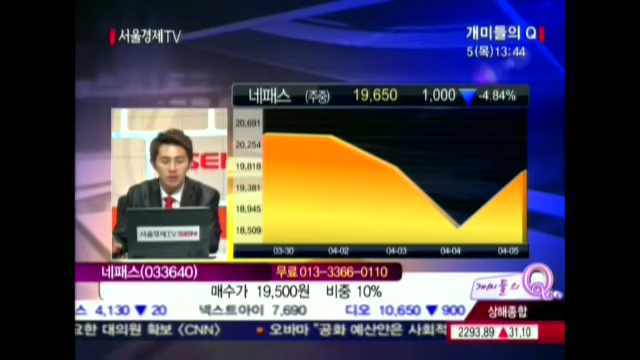 서울경제TV
개미들의 Q
5(목)13:44
네패스 (주중) 19,650 1,000 ▼ -4.84%
20,691
20,254
19,818
19,381
18,945
18,509
03-30 04-02 04-03 04-04 04-05
SEN
서울경제TV SEN
네패스(033640) 무료 013-3366-0110
매수가 19,500원 비중 10%
개미들의 Q
스 4,130 ▼ 20 넥스트아이 7,690 디오 10,650 ▼ 900 상해종합
요한 대의원 확보 <CNN> 오바마 "공화 예산안은 사회적 2293.89 ▲31.10